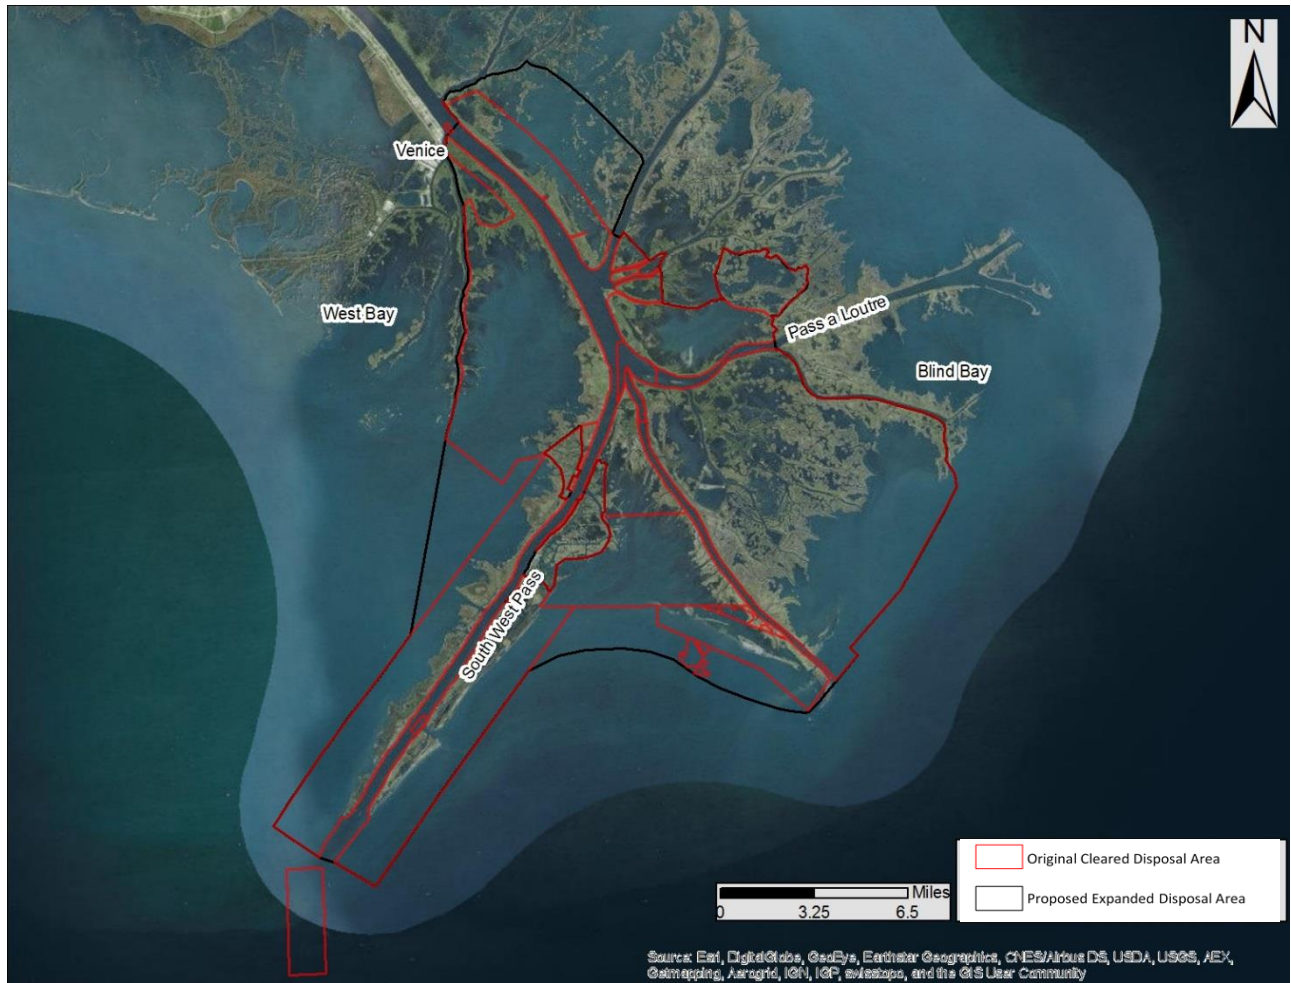 N
Venice
West Bay
Pass a Loutre
Blind Bay
South West Pass
Original Cleared Disposal Area
Proposed Expanded Disposal Area
Miles
0 3.25 6.5
Source: Esri, DigitalGlobe, GeoEye, Earthstar Geographics, CNES/Airbus DS, USDA, USGS, AEX,
Getmapping, Aerogrid, IGN, IGP, swisstopo, and the GIS User Community